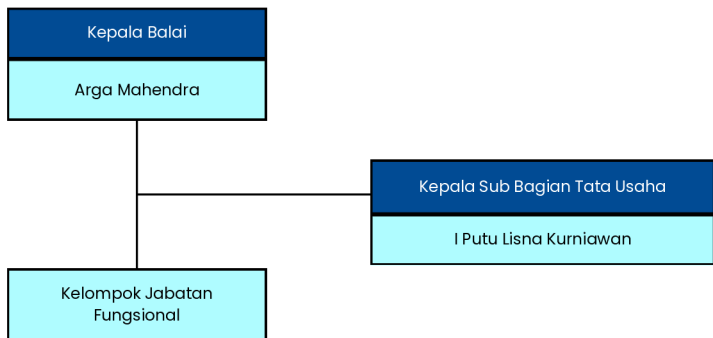 Kepala Balai
Arga Mahendra
Kepala Sub Bagian Tata Usaha
I Putu Lisna Kurniawan
Kelompok Jabatan
Fungsional